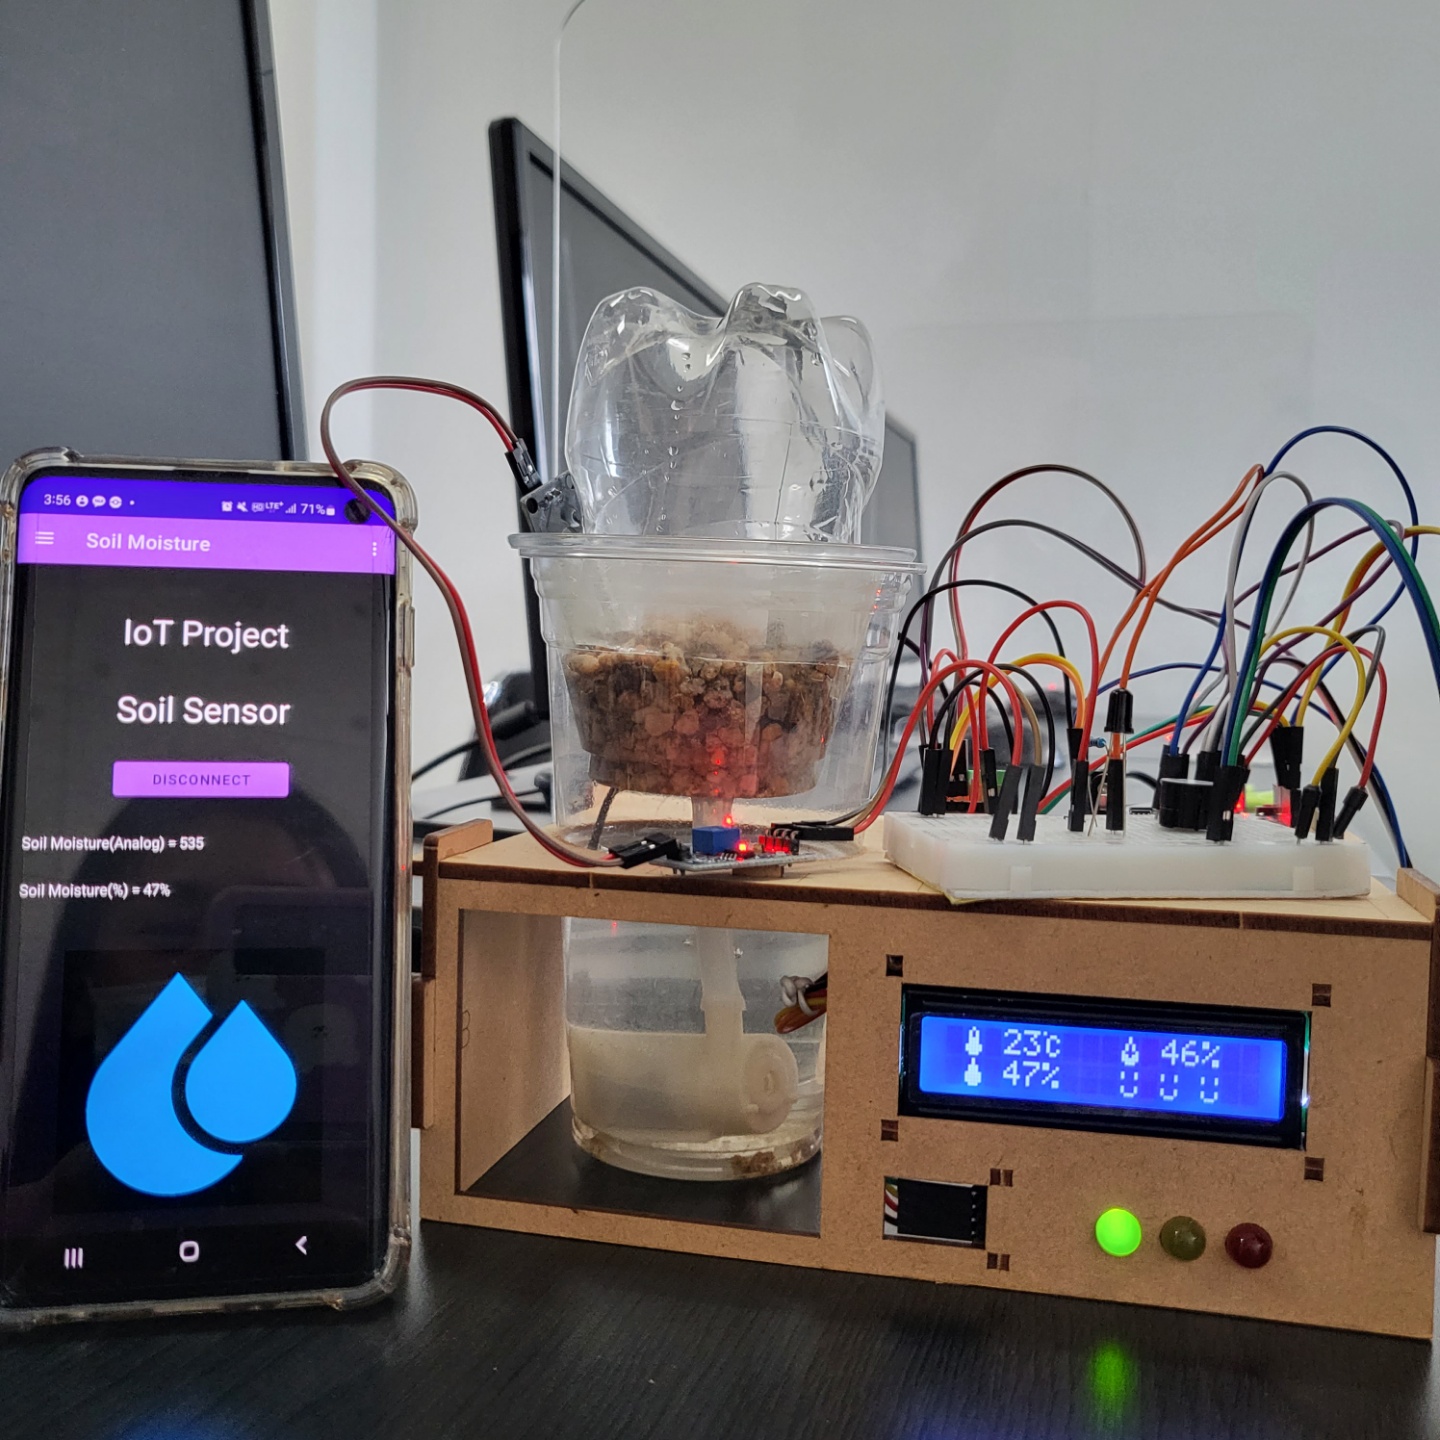 3:56
LTE+ 71%
Soil Moisture
IoT Project
Soil Sensor
DISCONNECT
Soil Moisture(Analog) = 535
Soil Moisture(%) = 47%
23℃ 46%
47%